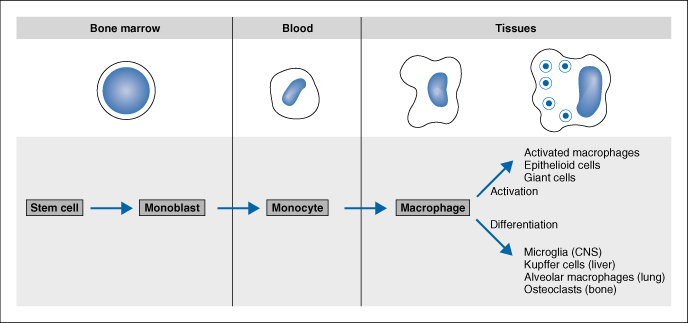 Bone marrow
Blood
Tissues
Stem cell
Monoblast
Monocyte
Macrophage
Activated macrophages
Epithelioid cells
Giant cells
Activation
Differentiation
Microglia (CNS)
Kupffer cells (liver)
Alveolar macrophages (lung)
Osteoclasts (bone)